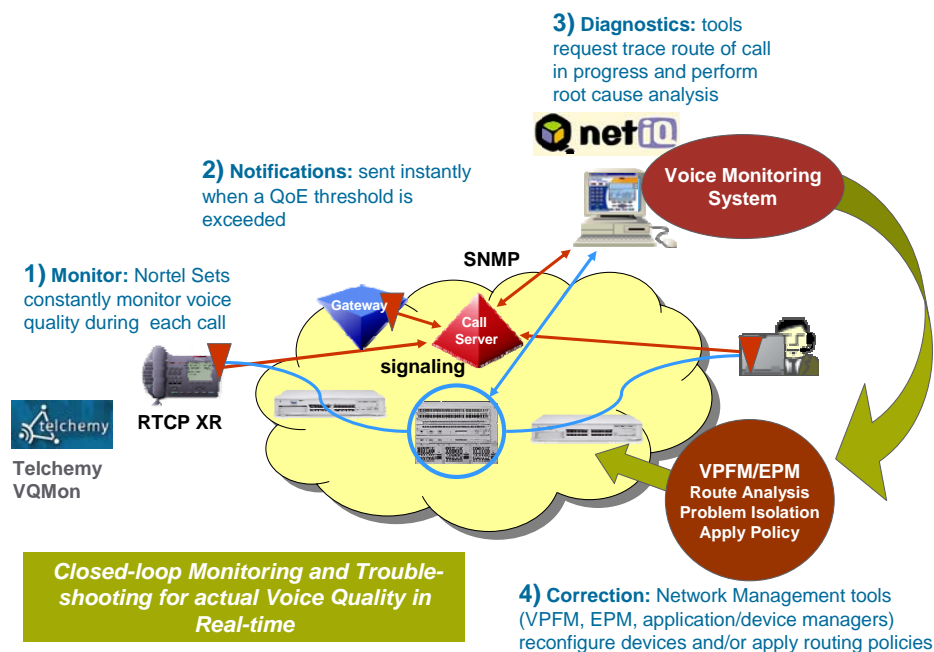 3) Diagnostics: tools
request trace route of call
in progress and perform
root cause analysis
netiQ
Voice Monitoring
System
2) Notifications: sent instantly
when a QoE threshold is
exceeded
SNMP
1) Monitor: Nortel Sets
constantly monitor voice
quality during each call
Gateway
Call
Server
signaling
RTCP XR
telchemy
Telchemy
VQMon
VPFM/EPM
Route Analysis
Problem Isolation
Apply Policy
Closed-loop Monitoring and Trouble-
shooting for actual Voice Quality in
Real-time
4) Correction: Network Management tools
(VPFM, EPM, application/device managers)
reconfigure devices and/or apply routing policies